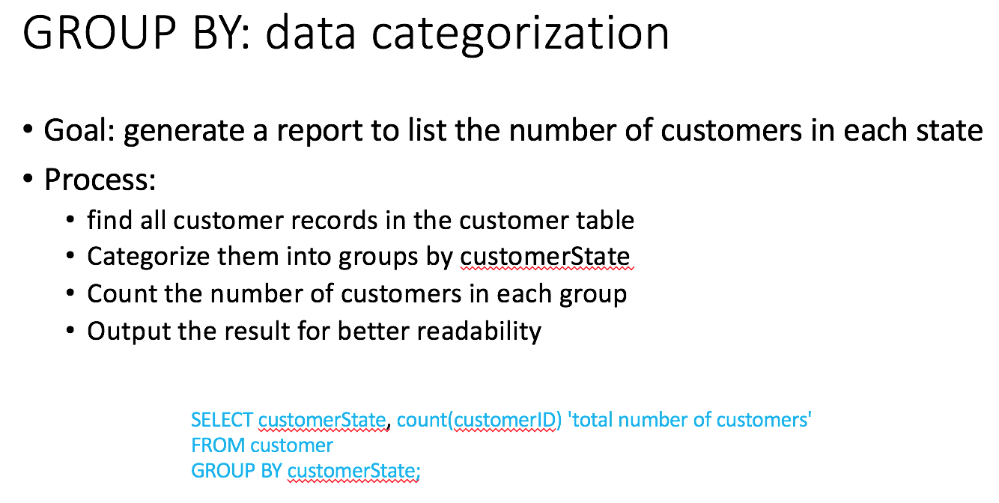 GROUP BY: data categorization
• Goal: generate a report to list the number of customers in each state
• Process:
• find all customer records in the customer table
• Categorize them into groups by customerState
• Count the number of customers in each group
• Output the result for better readability
SELECT customerState, count(customerID) 'total number of customers'
FROM customer
GROUP BY customerState;